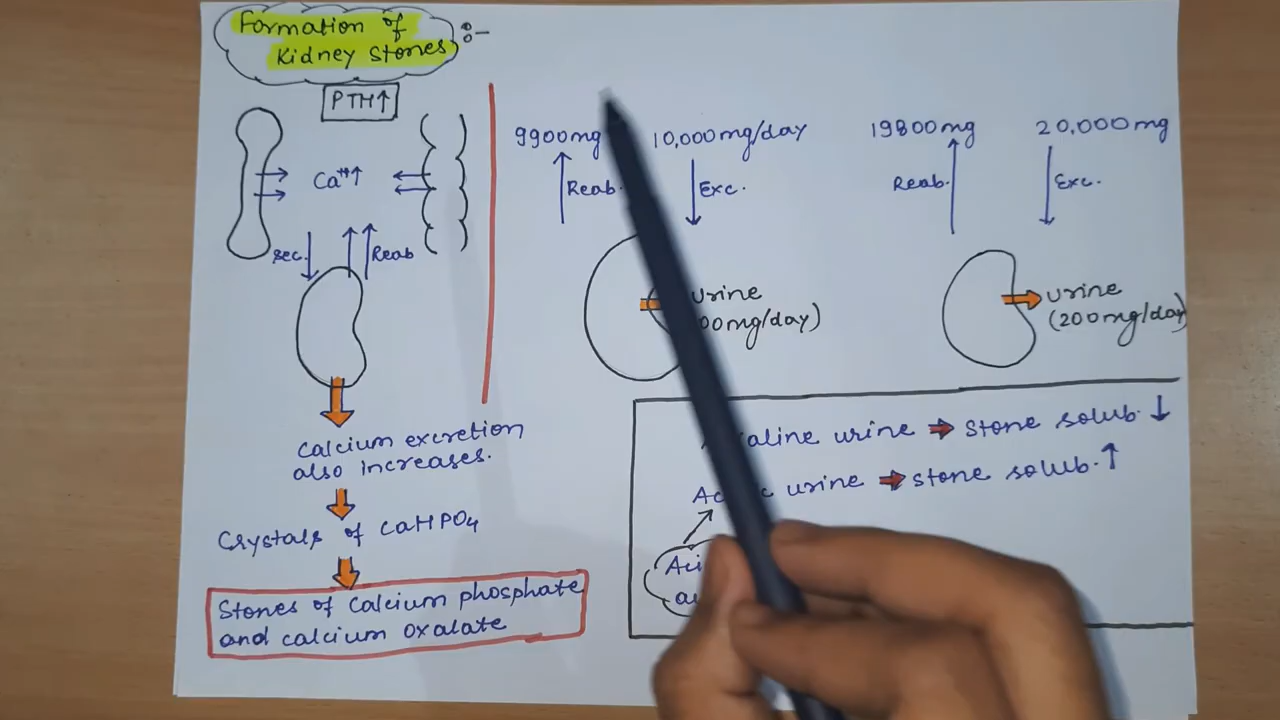 Formation of
Kidney Stones :-
PTH↑
Ca⁺⁺↑
sec.
Reab
Calcium excretion
also increases.
Crystals of CaHPO₄
Stones of Calcium phosphate
and calcium oxalate
9900mg
10,000mg/day
Reab.
Exc.
urine
00mg/day)
19800mg
20,000mg
Reab.
Exc.
urine
(200mg/day)
aline urine → Stone solub. ↓
urine → stone solub. ↑